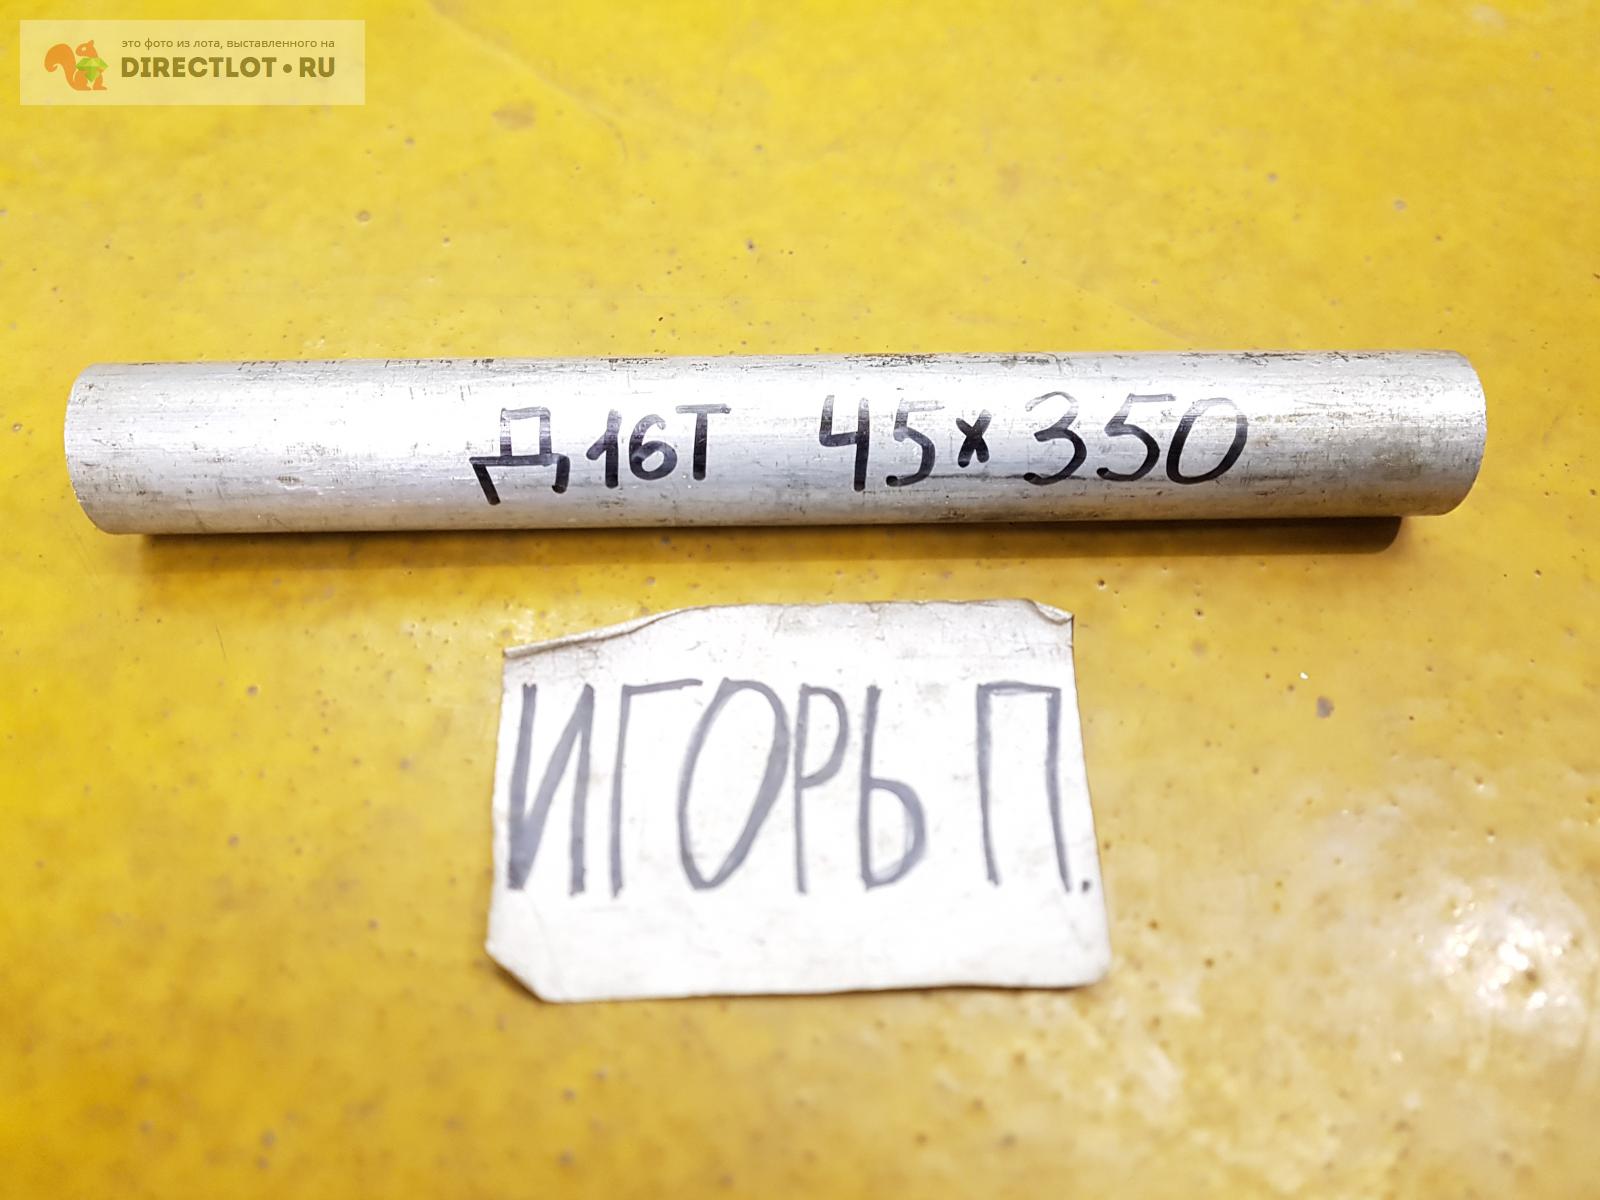 это фото из лота, выставленного на
DIRECTLOT•RU
Д16Т 45х350
ИГОРЬ П.